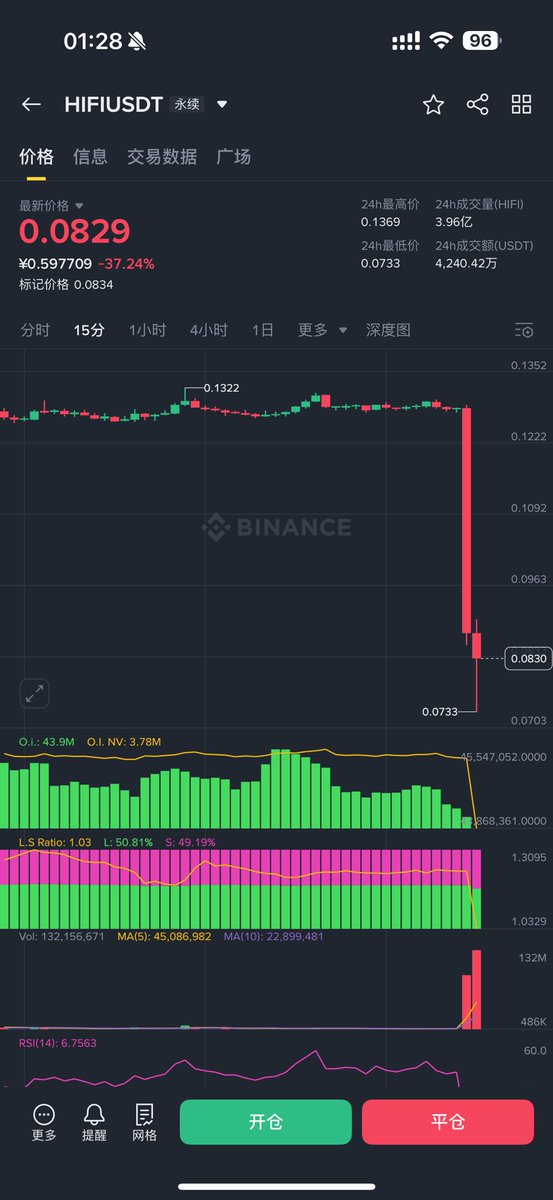 01:28
96
HIFIUSDT 永续
价格 信息 交易数据 广场
最新价格
0.0829
¥0.597709 -37.24%
标记价格 0.0834
24h最高价 24h成交量(HIFI)
0.1369 3.96亿
24h最低价 24h成交额(USDT)
0.0733 4,240.42万
分时 15分 1小时 4小时 1日 更多 深度图
0.1352
0.1322
0.1222
0.1092
BINANCE
0.0963
0.0830
0.0733
0.0703
O.i.: 43.9M O.I. NV: 3.78M
45,547,052.0000
868,361.0000
L.S Ratio: 1.03 L: 50.81% S: 49.19%
1.3095
1.0329
Vol: 132,156,671 MA(5): 45,086,982 MA(10): 22,899,481
132M
486K
RSI(14): 6.7563
60.0
更多 提醒 网格 开仓 平仓